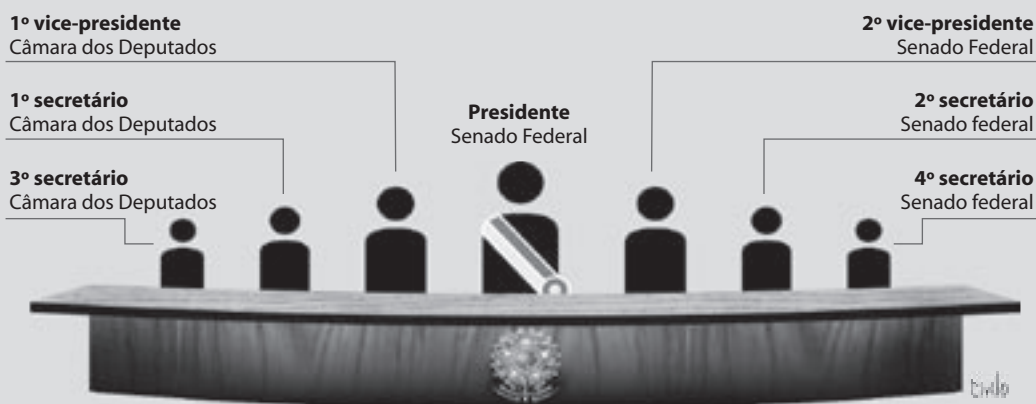 1º vice-presidente
Câmara dos Deputados
1º secretário
Câmara dos Deputados
3º secretário
Câmara dos Deputados
Presidente
Senado Federal
2º vice-presidente
Senado Federal
2º secretário
Senado federal
4º secretário
Senado federal